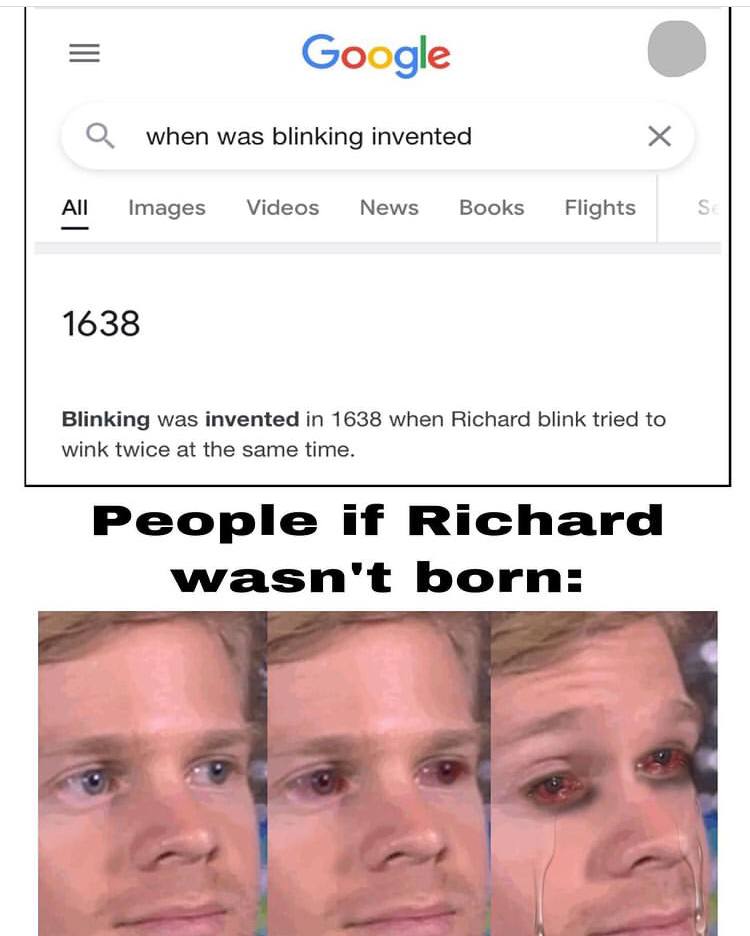 Google
when was blinking invented
All Images Videos News Books Flights Se
1638
Blinking was invented in 1638 when Richard blink tried to
wink twice at the same time.
People if Richard
wasn't born: